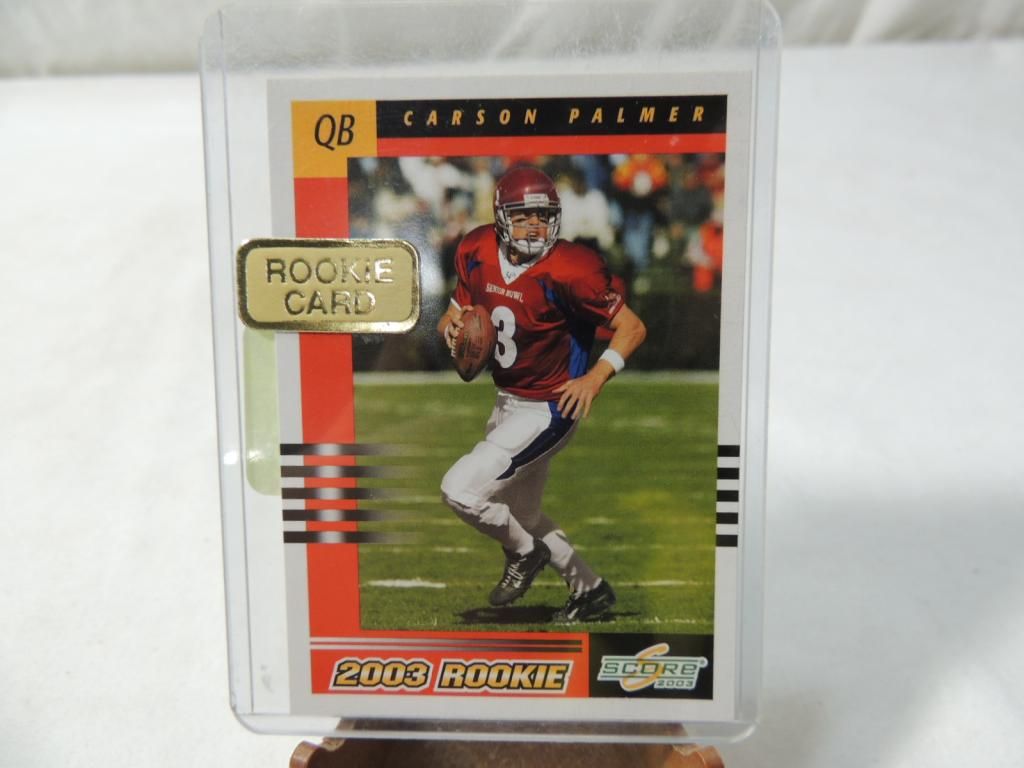 QB
CARSON PALMER
ROOKIE
CARD
SENIOR BOWL
3
2003 ROOKIE
SCORE
2003